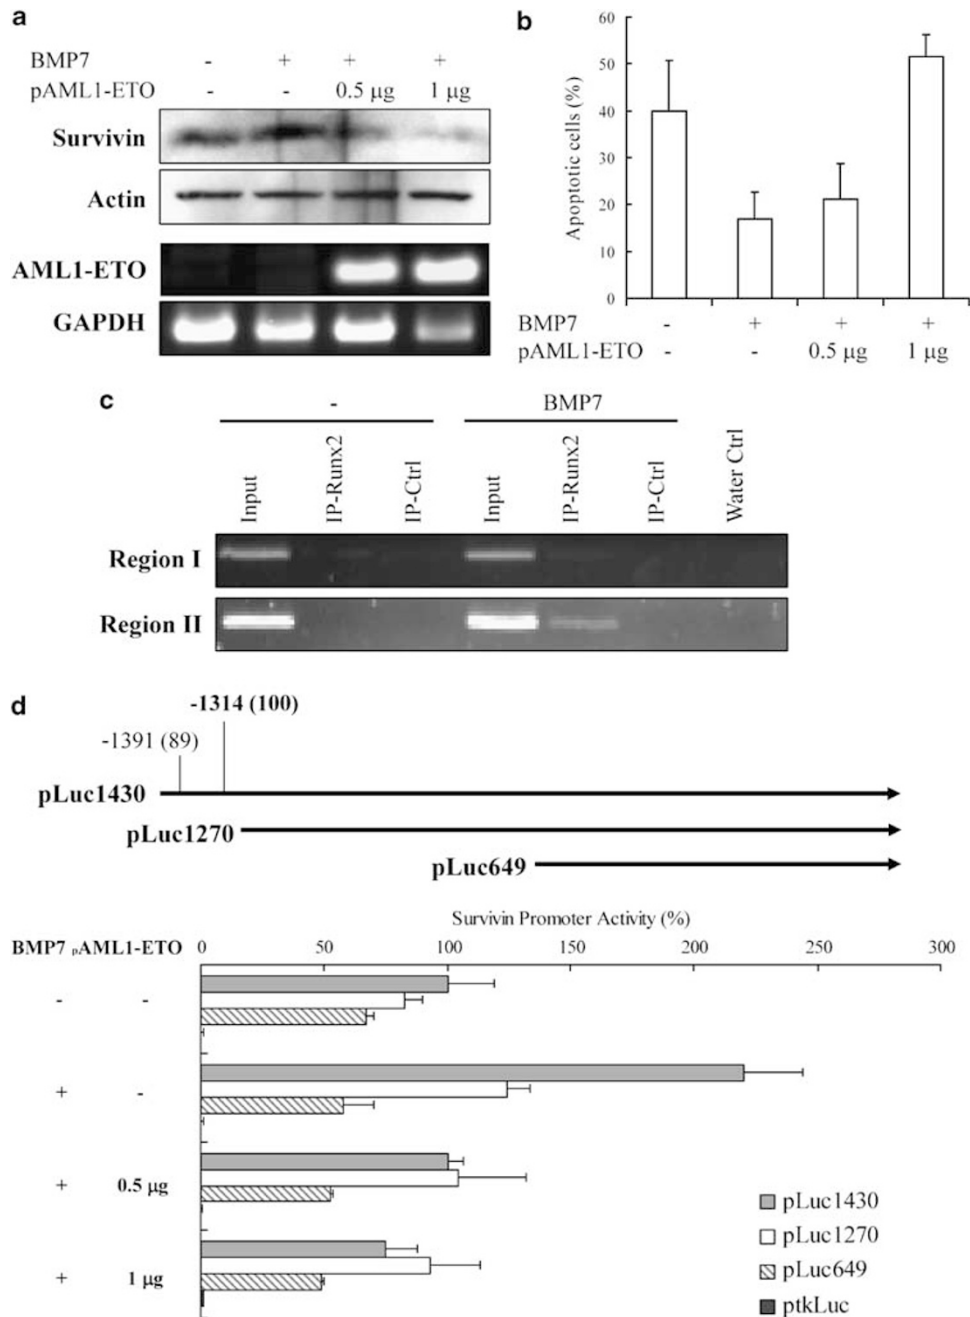 a
BMP7 - + + +
pAML1-ETO - - 0.5 µg 1 µg
Survivin
Actin
AML1-ETO
GAPDH
b
Apoptotic cells (%)
60
50
40
30
20
10
0
BMP7 - + + +
pAML1-ETO - - 0.5 µg 1 µg
c
- BMP7
Input IP-Runx2 IP-Ctrl Input IP-Runx2 IP-Ctrl Water Ctrl
Region I
Region II
d
-1314 (100)
-1391 (89)
pLuc1430
pLuc1270
pLuc649
Survivin Promoter Activity (%)
BMP7 pAML1-ETO 0 50 100 150 200 250 300
- -
+ -
+ 0.5 µg
+ 1 µg
pLuc1430
pLuc1270
pLuc649
ptkLuc